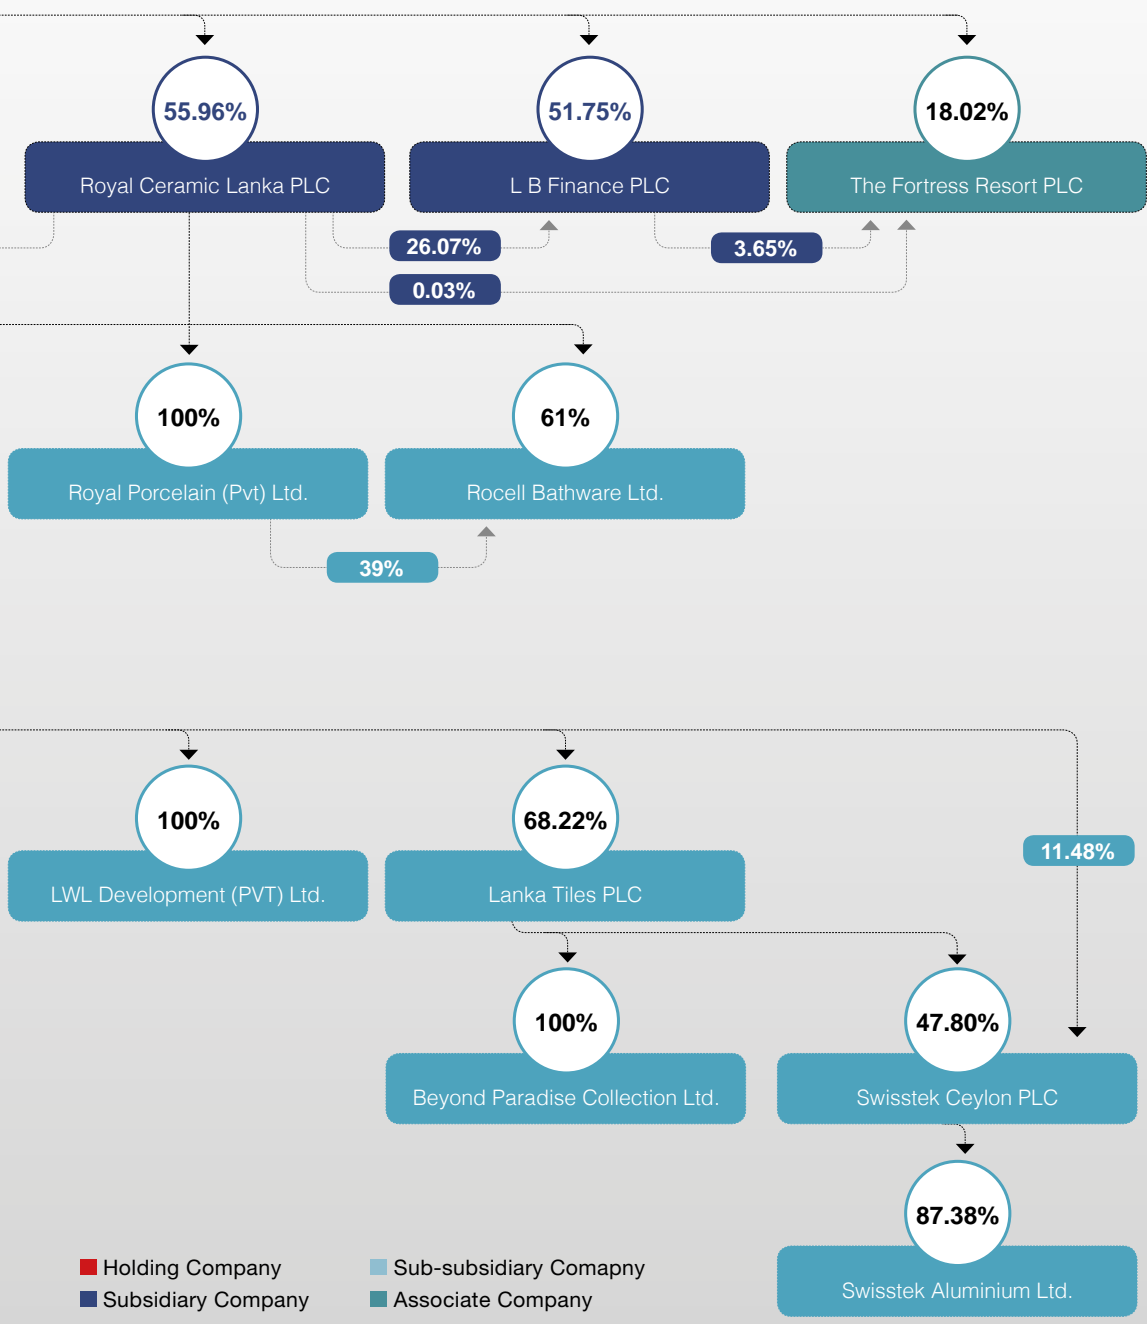 55.96%
51.75%
18.02%
Royal Ceramic Lanka PLC
L B Finance PLC
The Fortress Resort PLC
26.07%
3.65%
0.03%
100%
61%
Royal Porcelain (Pvt) Ltd.
Rocell Bathware Ltd.
39%
100%
68.22%
11.48%
LWL Development (PVT) Ltd.
Lanka Tiles PLC
100%
47.80%
Beyond Paradise Collection Ltd.
Swisstek Ceylon PLC
87.38%
Swisstek Aluminium Ltd.
Holding Company
Sub-subsidiary Comapny
Subsidiary Company
Associate Company